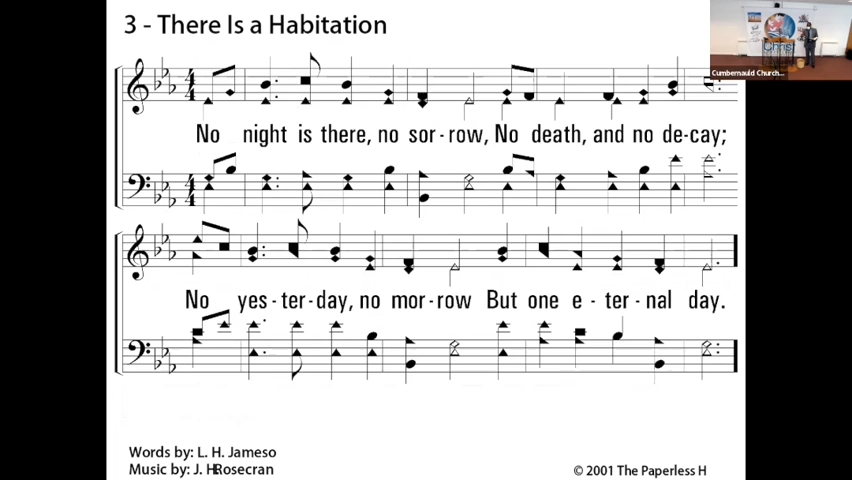 3 - There Is a Habitation
Christ
Cumbernauld Church...
No night is there, no sor-row, No death, and no de-cay;
No yes-ter-day, no mor-row But one e-ter-nal day.
Words by: L. H. Jameso
Music by: J. H Rosecran
© 2001 The Paperless H